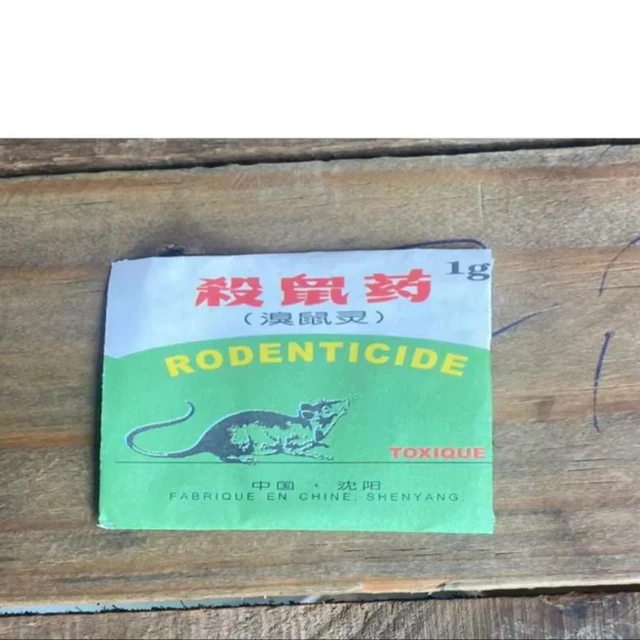 殺鼠药
1g
(溴鼠灵)
RODENTICIDE
TOXIQUE
中国 · 沈阳
FABRIQUE EN CHINE, SHENYANG.